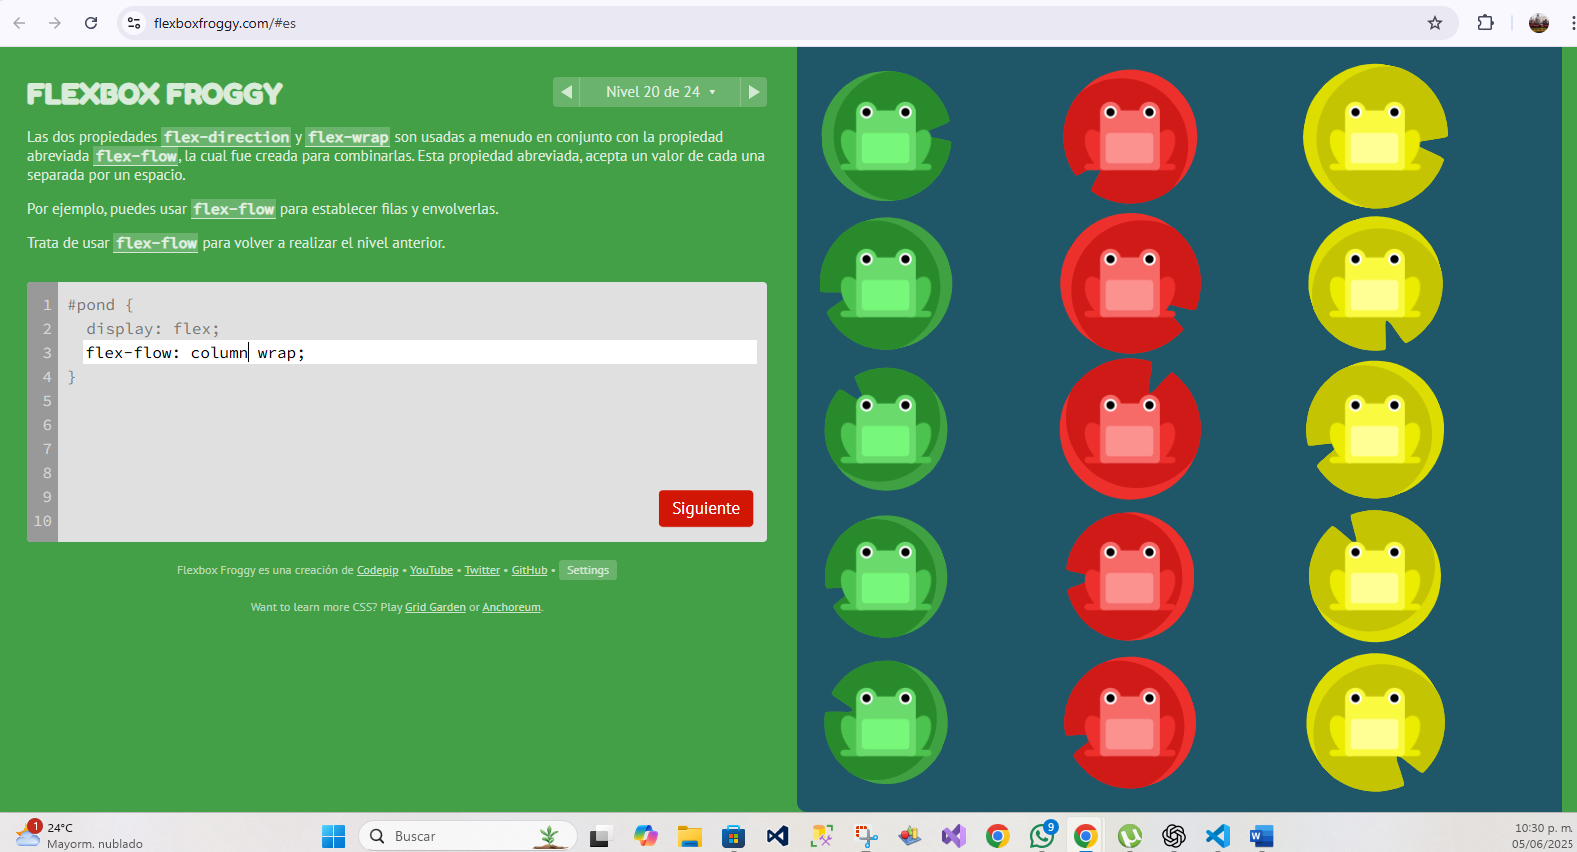 flexboxfroggy.com/#es
FLEXBOX FROGGY
Nivel 20 de 24
Las dos propiedades flex-direction y flex-wrap son usadas a menudo en conjunto con la propiedad
abreviada flex-flow, la cual fue creada para combinarlas. Esta propiedad abreviada, acepta un valor de cada una
separada por un espacio.
Por ejemplo, puedes usar flex-flow para establecer filas y envolverlas.
Trata de usar flex-flow para volver a realizar el nivel anterior.
1 #pond {
2 display: flex;
3 flex-flow: column wrap;
4 }
5
6
7
8
9
10
Siguiente
Flexbox Froggy es una creación de Codepip • YouTube • Twitter • GitHub • Settings
Want to learn more CSS? Play Grid Garden or Anchoreum.
1
24°C
Mayorm. nublado
Buscar
9
W
10:30 p. m.
05/06/2025